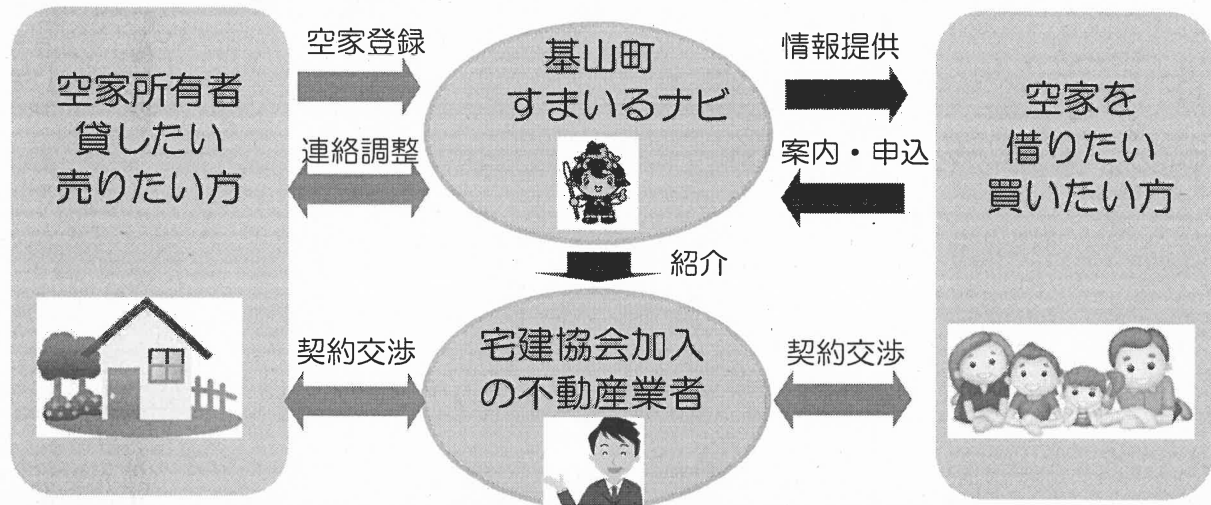 空家所有者
貸したい
売りたい方
空家登録
連絡調整
基山町
すまいるナビ
情報提供
案内・申込
空家を
借りたい
買いたい方
紹介
契約交渉
宅建協会加入
の不動産業者
契約交渉